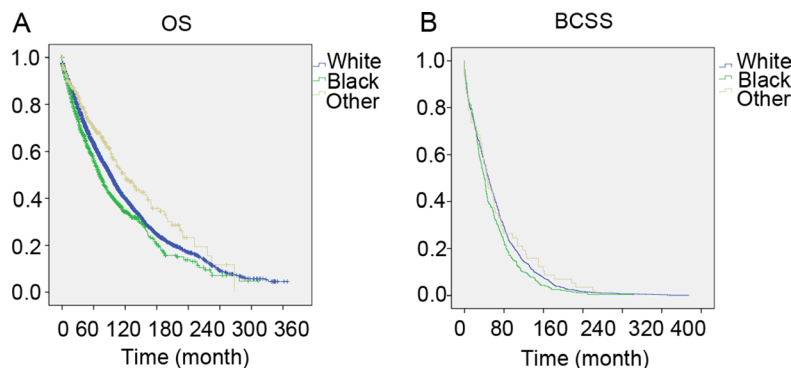 A
OS
1.0
0.8
0.6
0.4
0.2
0.0
0 60 120 180 240 300 360
Time (month)
White
Black
Other
B
BCSS
1.0
0.8
0.6
0.4
0.2
0.0
0 80 160 240 320 400
Time (month)
White
Black
Other